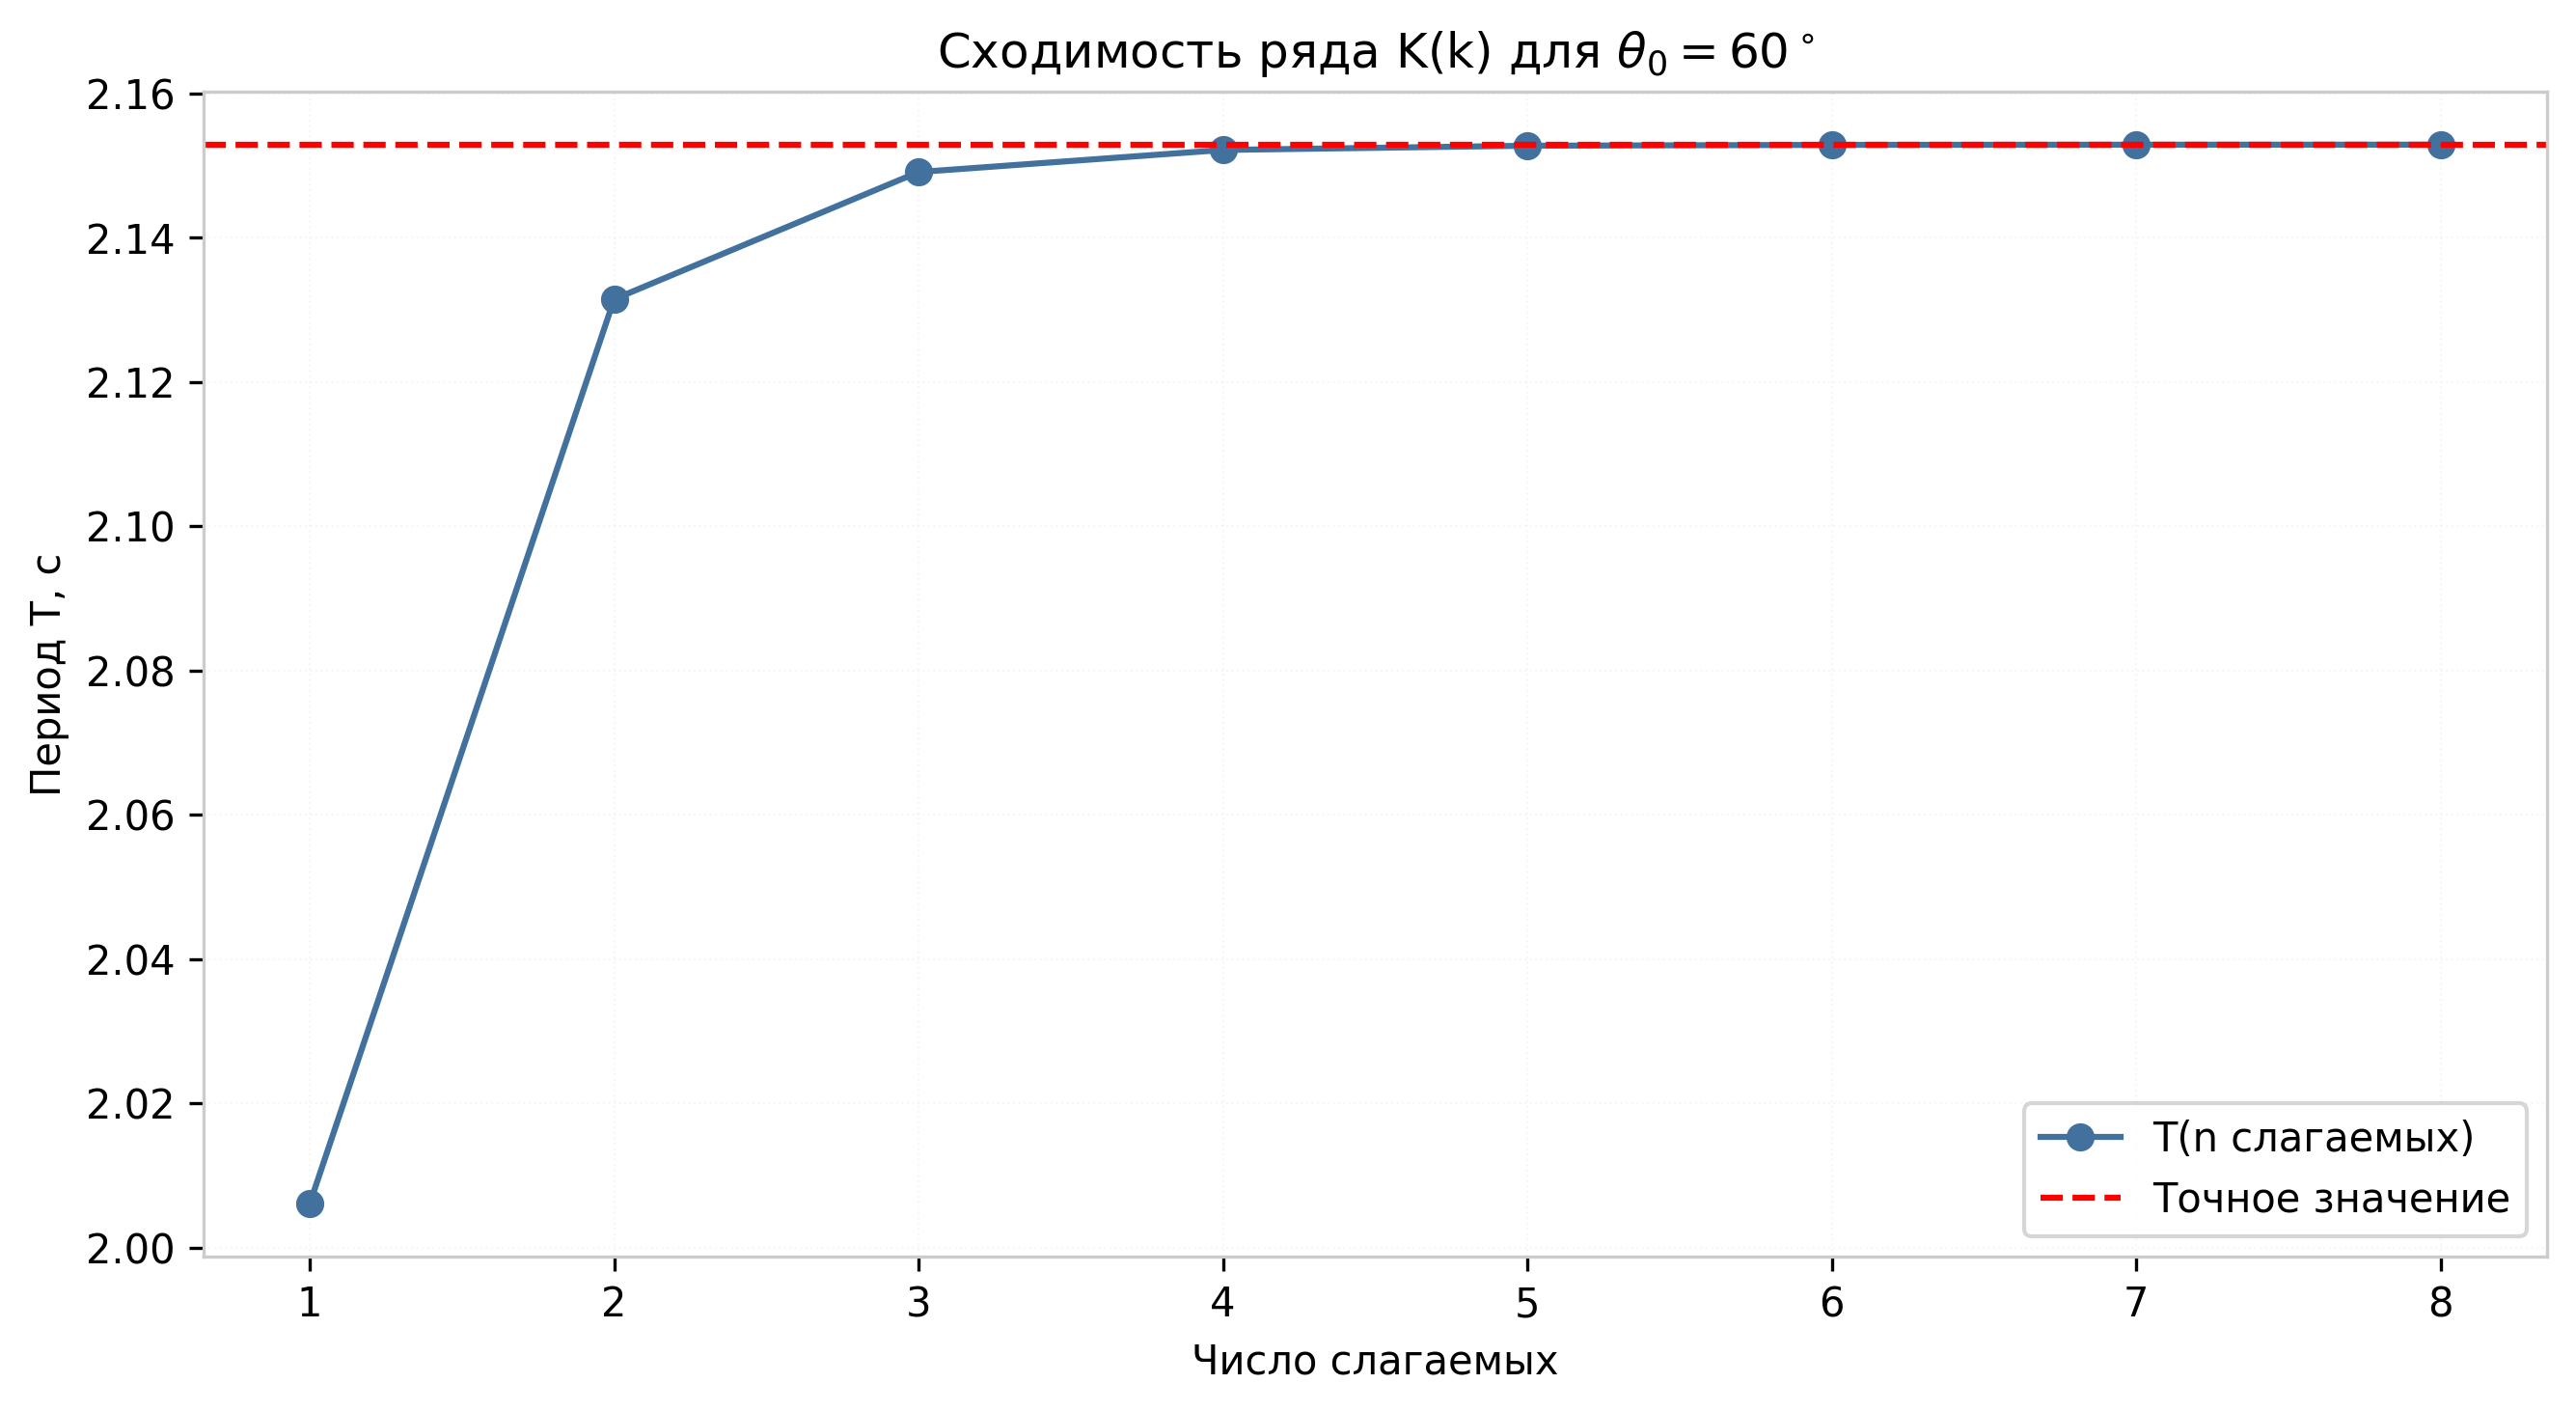 Сходимость ряда K(k) для θ₀ = 60°
2.16
2.14
2.12
2.10
2.08
2.06
2.04
2.02
2.00
Период T, с
1 2 3 4 5 6 7 8
Число слагаемых
T(n слагаемых)
Точное значение